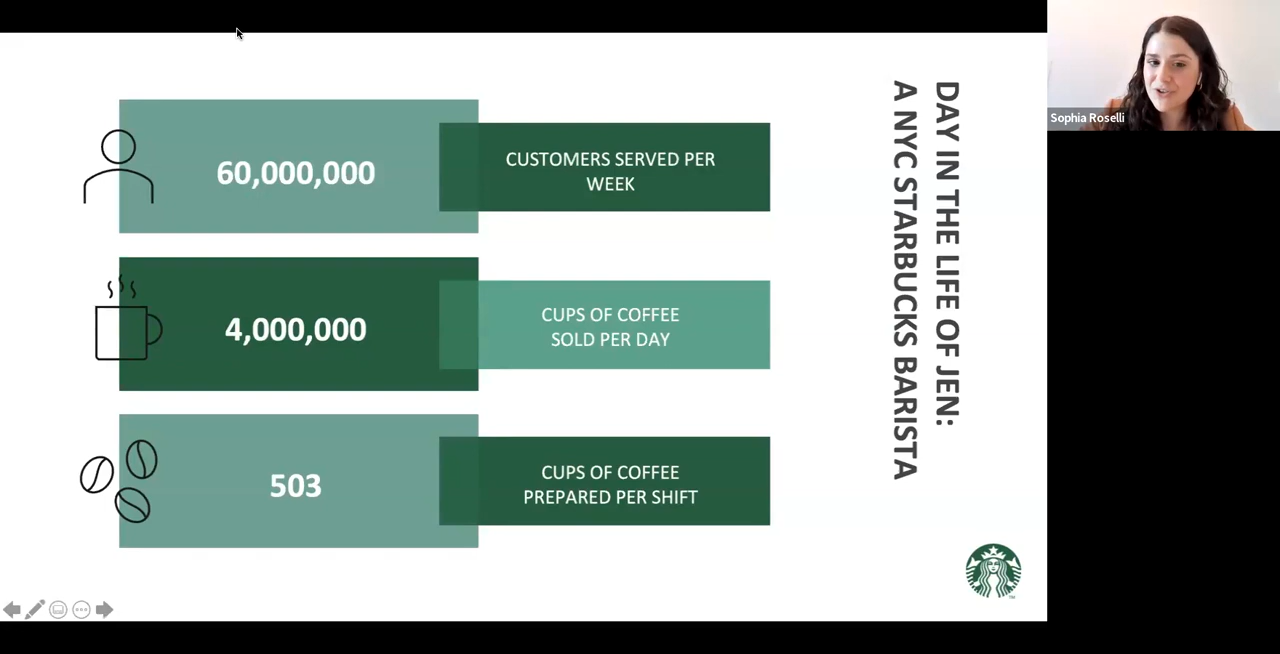 60,000,000
CUSTOMERS SERVED PER
WEEK
4,000,000
CUPS OF COFFEE
SOLD PER DAY
503
CUPS OF COFFEE
PREPARED PER SHIFT
DAY IN THE LIFE OF JEN:
A NYC STARBUCKS BARISTA
Sophia Roselli
TM